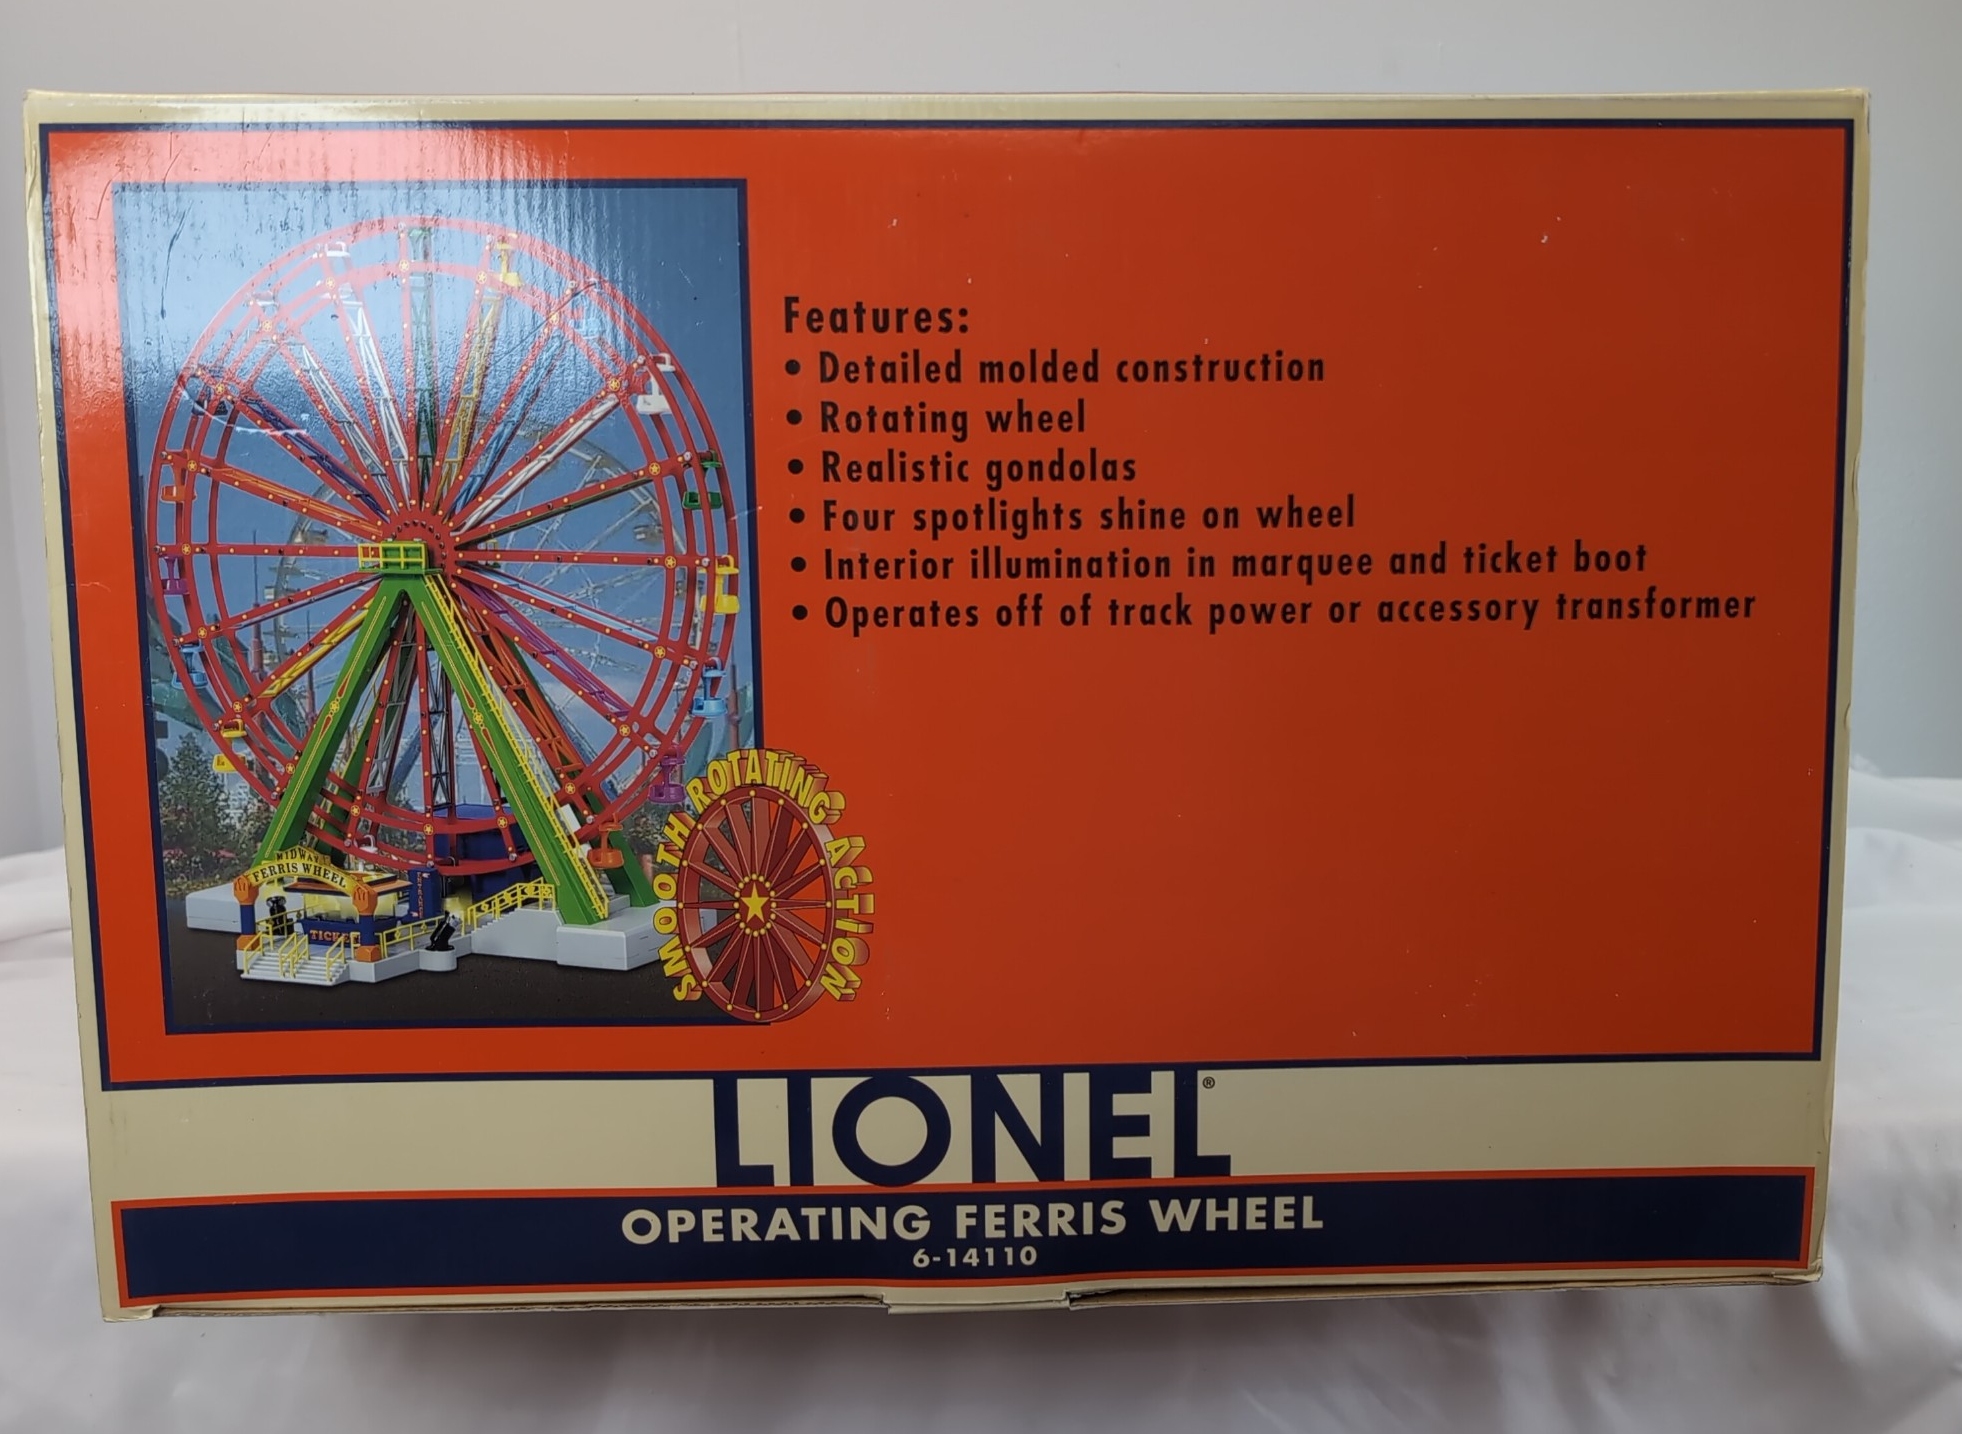 Features:
• Detailed molded construction
• Rotating wheel
• Realistic gondolas
• Four spotlights shine on wheel
• Interior illumination in marquee and ticket boot
• Operates off of track power or accessory transformer
MIDWAY
FERRIS WHEEL
ENTRANCE
SMOOTH ROTATING ACTION
LIONEL®
OPERATING FERRIS WHEEL
6-14110